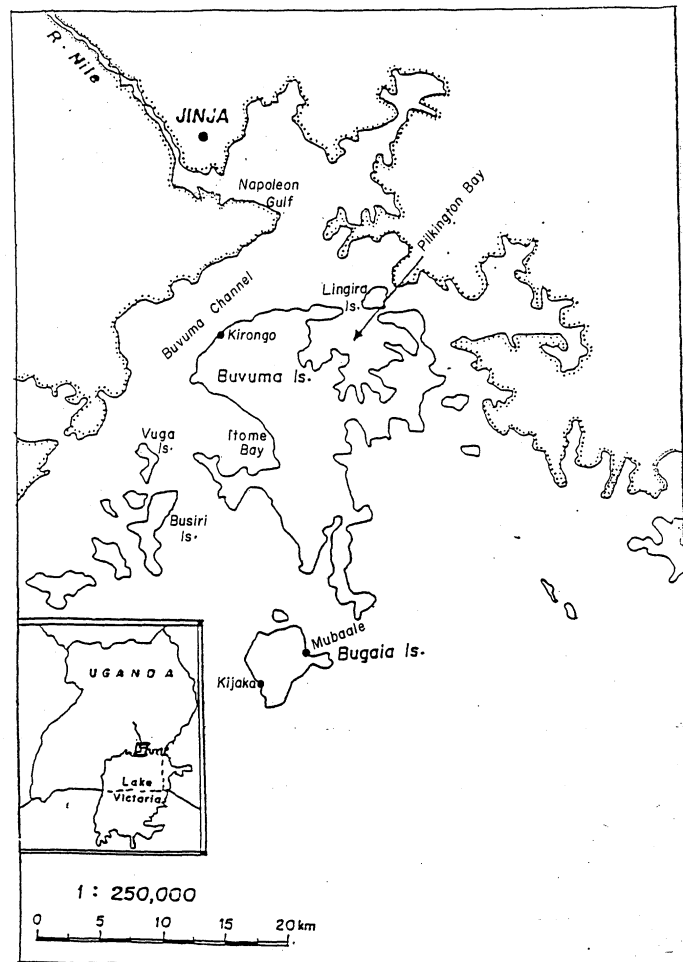 R. Nile
JINJA
Napoleon
Gulf
Pilkington Bay
Buvuma Channel
Lingira
Is.
Kirongo
Buvuma Is.
Vuga
Is.
Itome
Bay
Busiri
Is.
Mubaale
Bugaia Is.
Kijaka
UGANDA
Lake
Victoria
1 : 250,000
0 5 10 15 20 km